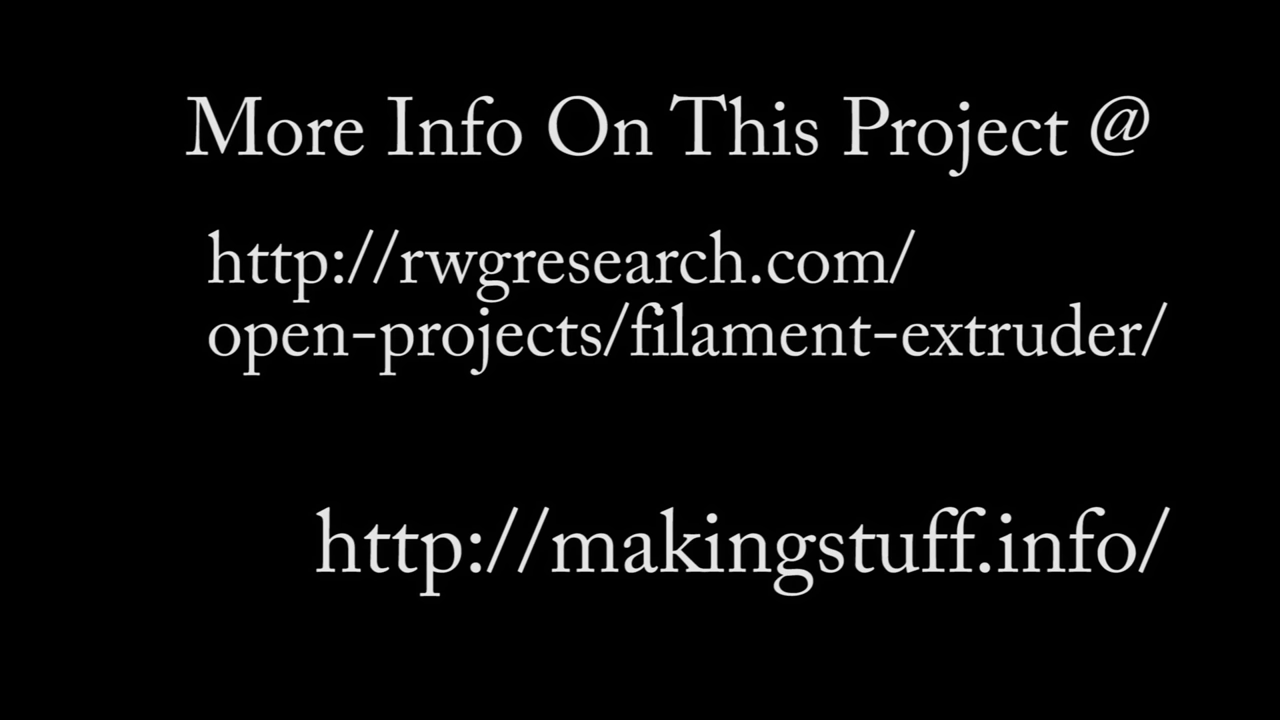 More Info On This Project @
http://rwgresearch.com/
open-projects/filament-extruder/
http://makingstuff.info/